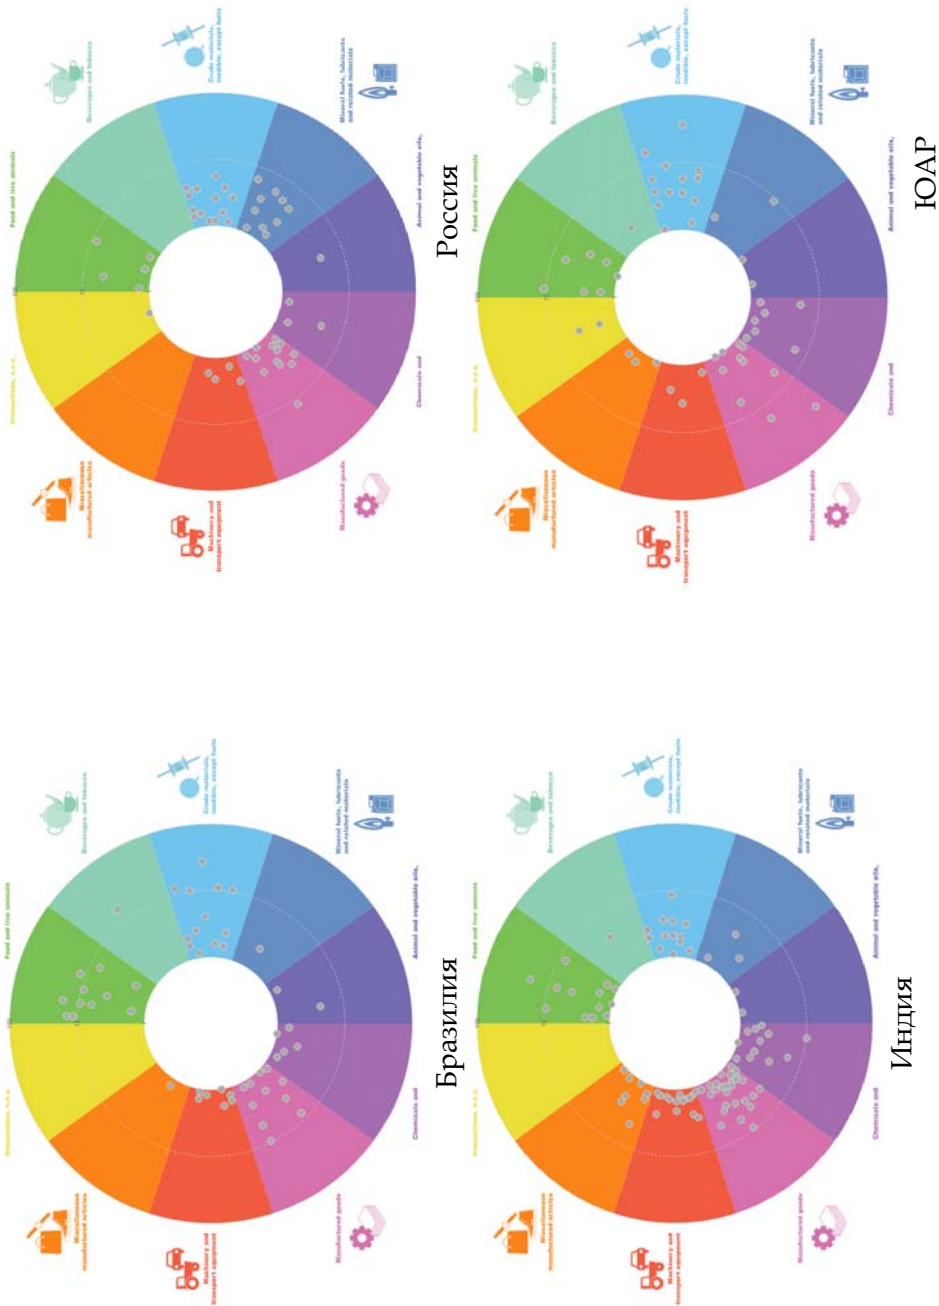 Россия
Food and live animals
Beverages and tobacco
Crude materials,
inedible, except fuels
Mineral fuels, lubricants
and related materials
Animal and vegetable oils,
Chemicals and
Manufactured goods
Machinery and
transport equipment
Miscellaneous
manufactured articles
ЮАР
Food and live animals
Beverages and tobacco
Crude materials,
inedible, except fuels
Mineral fuels, lubricants
and related materials
Animal and vegetable oils,
Chemicals and
Manufactured goods
Machinery and
transport equipment
Miscellaneous
manufactured articles
Бразилия
Food and live animals
Beverages and tobacco
Crude materials,
inedible, except fuels
Mineral fuels, lubricants
and related materials
Animal and vegetable oils,
Chemicals and
Manufactured goods
Machinery and
transport equipment
Miscellaneous
manufactured articles
Индия
Food and live animals
Beverages and tobacco
Crude materials,
inedible, except fuels
Mineral fuels, lubricants
and related materials
Animal and vegetable oils,
Chemicals and
Manufactured goods
Machinery and
transport equipment
Miscellaneous
manufactured articles